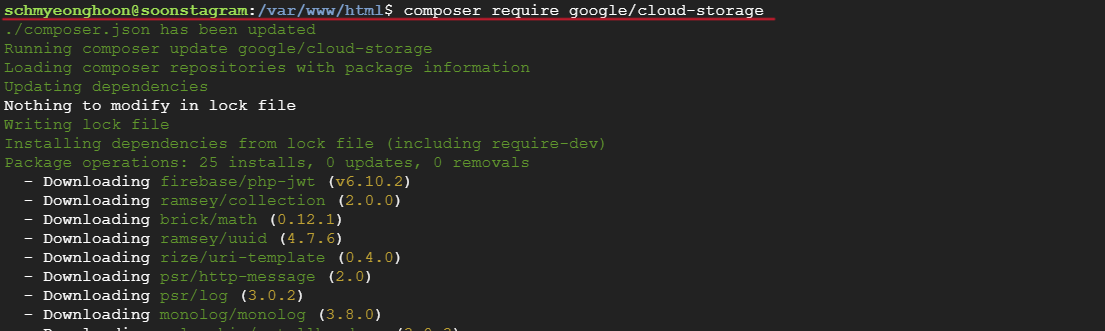 schmyeonghoon@soonstagram:/var/www/html$ composer require google/cloud-storage
./composer.json has been updated
Running composer update google/cloud-storage
Loading composer repositories with package information
Updating dependencies
Nothing to modify in lock file
Writing lock file
Installing dependencies from lock file (including require-dev)
Package operations: 25 installs, 0 updates, 0 removals
- Downloading firebase/php-jwt (v6.10.2)
- Downloading ramsey/collection (2.0.0)
- Downloading brick/math (0.12.1)
- Downloading ramsey/uuid (4.7.6)
- Downloading rize/uri-template (0.4.0)
- Downloading psr/http-message (2.0)
- Downloading psr/log (3.0.2)
- Downloading monolog/monolog (3.8.0)